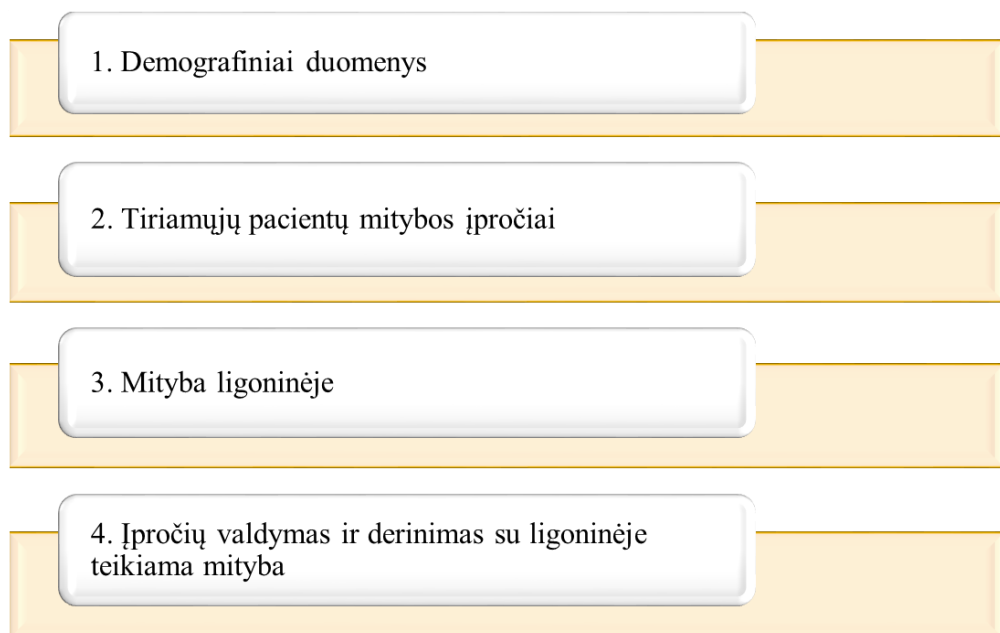 1. Demografiniai duomenys
2. Tiriamųjų pacientų mitybos įpročiai
3. Mityba ligoninėje
4. Įpročių valdymas ir derinimas su ligoninėje
teikiama mityba